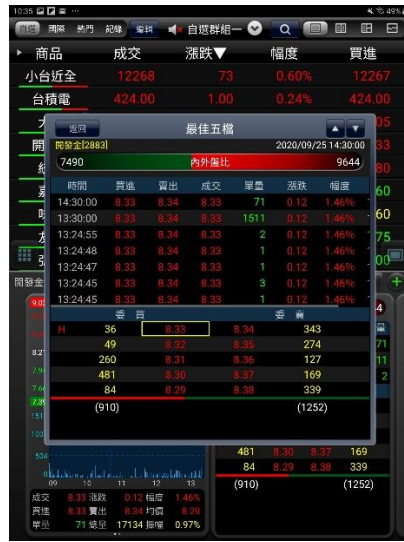 10:35
49%
自選 國際 熱門 記錄 編輯 自選群組一
商品 成交 漲跌▼ 幅度 買進
小台近全 12268 73 0.60% 12267
台積電 424.00 1.00 0.24% 424.00
返回 最佳五檔 ▲ ▼
開發金[2883] 2020/09/25 14:30:00
7490 內外盤比 9644
時間 買進 賣出 成交 單量 漲跌 幅度
14:30:00 8.33 8.34 8.33 71 0.12 1.46%
13:30:00 8.33 8.34 8.33 1511 0.12 1.46%
13:24:55 8.33 8.34 8.33 2 0.12 1.46%
13:24:48 8.33 8.34 8.33 1 0.12 1.46%
13:24:47 8.33 8.34 8.33 1 0.12 1.46%
13:24:45 8.33 8.34 8.33 3 0.12 1.46%
13:24:45 8.33 8.34 8.33 1 0.12 1.46%
委買 委賣
H 36 8.33 8.34 343
49 8.32 8.35 274
260 8.31 8.36 127
481 8.30 8.37 169
84 8.29 8.38 339
(910) (1252)
開發金
504
0
09 10 11 12 13
481 8.30 8.37 169
84 8.29 8.38 339
(910) (1252)
成交 8.33 漲跌 0.12 幅度 1.46%
買進 8.33 賣出 8.34 均價 8.29
單量 71 總量 17134 振幅 0.97%